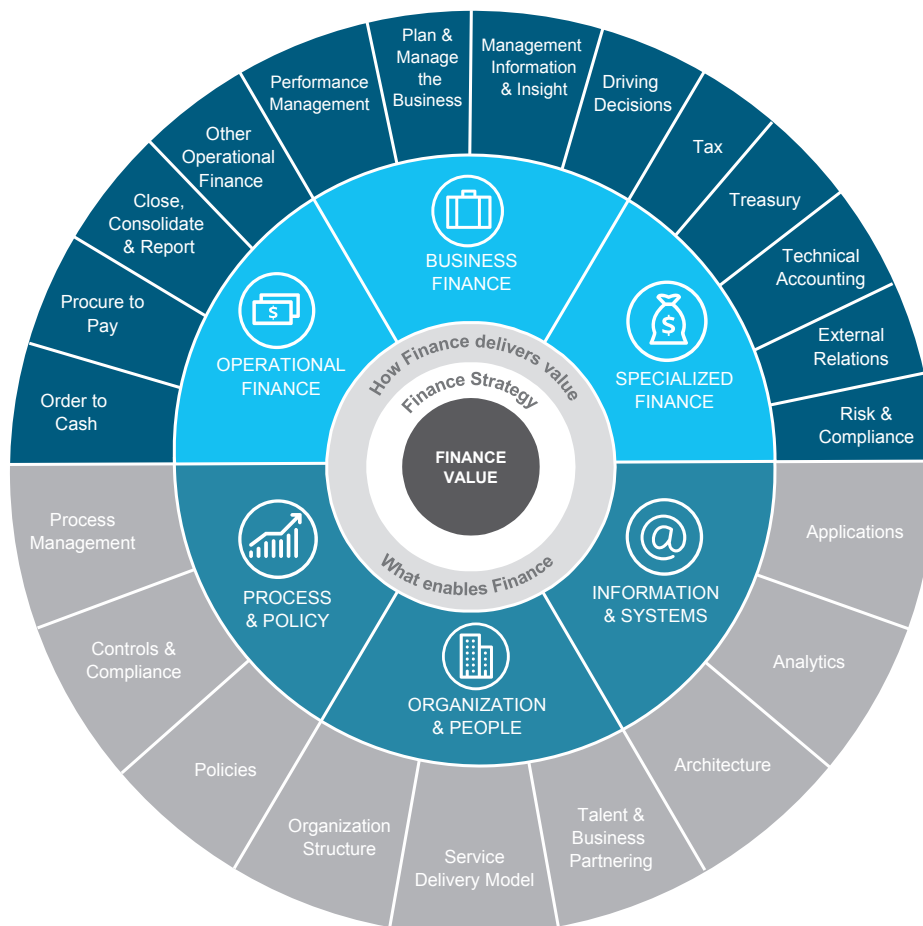 Plan &
Manage
the
Business
Management
Information
& Insight
Performance
Management
Driving
Decisions
Other
Operational
Finance
Tax
Close,
Consolidate
& Report
Treasury
Procure to
Pay
Technical
Accounting
Order to
Cash
External
Relations
Risk &
Compliance
BUSINESS
FINANCE
$
OPERATIONAL
FINANCE
$
SPECIALIZED
FINANCE
How Finance delivers value
Finance Strategy
FINANCE
VALUE
What enables Finance
PROCESS
& POLICY
@
INFORMATION
& SYSTEMS
ORGANIZATION
& PEOPLE
Process
Management
Applications
Controls &
Compliance
Analytics
Policies
Architecture
Organization
Structure
Service
Delivery Model
Talent &
Business
Partnering